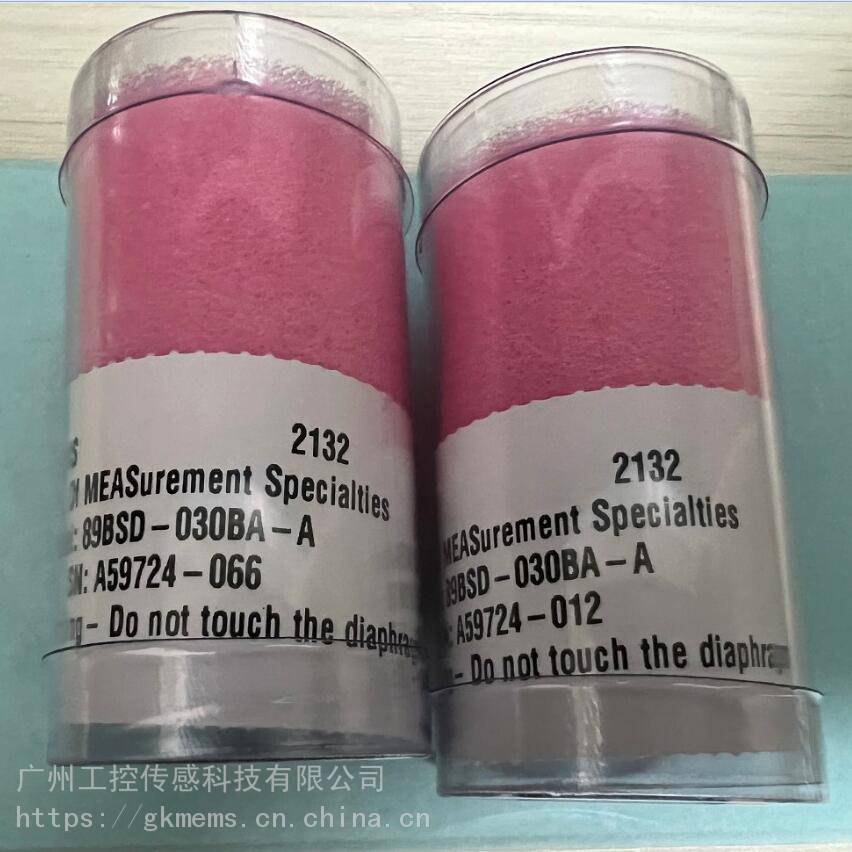 2132
MEASurement Specialties
89BSD-030BA-A
SN: A59724-066
- Do not touch the
2132
MEASurement Specialties
89BSD-030BA-A
A59724-012
- Do not touch the
广州工控传感科技有限公司
https://gkmems.cn.china.cn